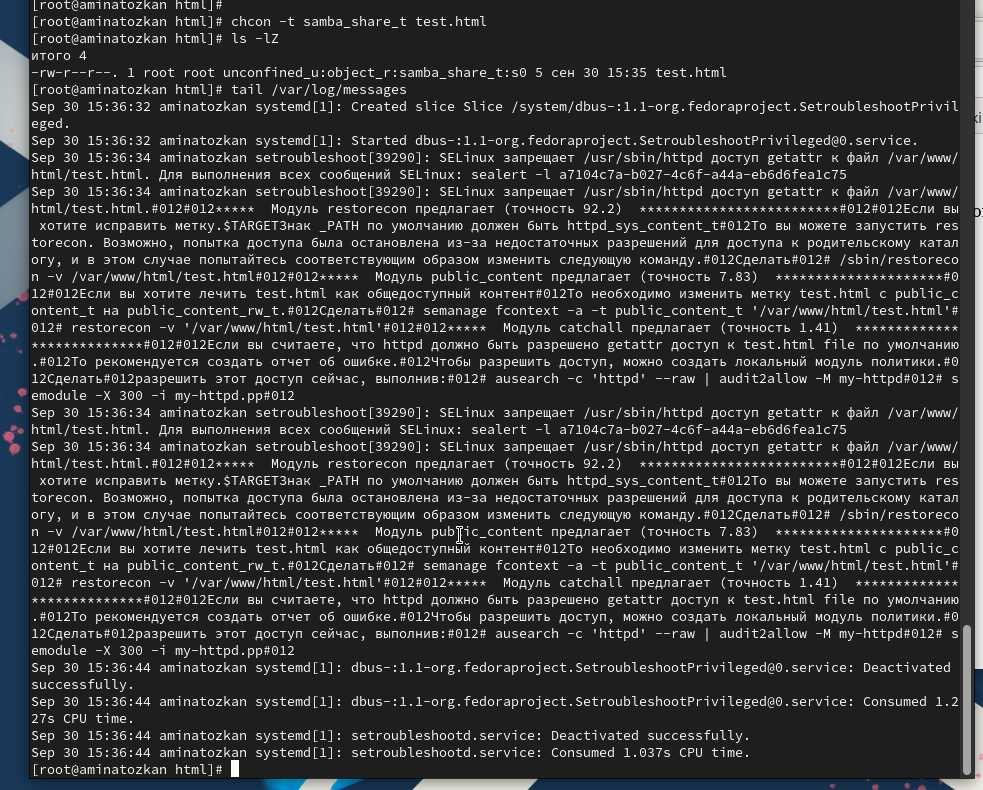 [root@aminatozkan html]#
[root@aminatozkan html]# chcon -t samba_share_t test.html
[root@aminatozkan html]# ls -lZ
итого 4
-rw-r--r--. 1 root root unconfined_u:object_r:samba_share_t:s0 5 сен 30 15:35 test.html
[root@aminatozkan html]# tail /var/log/messages
Sep 30 15:36:32 aminatozkan systemd[1]: Created slice Slice /system/dbus-:1.1-org.fedoraproject.SetroubleshootPrivil
eged.
Sep 30 15:36:32 aminatozkan systemd[1]: Started dbus-:1.1-org.fedoraproject.SetroubleshootPrivileged@0.service.
Sep 30 15:36:34 aminatozkan setroubleshoot[39290]: SELinux запрещает /usr/sbin/httpd доступ getattr к файл /var/www/
html/test.html. Для выполнения всех сообщений SELinux: sealert -l a7104c7a-b027-4c6f-a44a-eb6d6fea1c75
Sep 30 15:36:34 aminatozkan setroubleshoot[39290]: SELinux запрещает /usr/sbin/httpd доступ getattr к файл /var/www/
html/test.html.#012#012*****  Модуль restorecon предлагает (точность 92.2)  *************************#012#012Если вы
 хотите исправить метку.$TARGETЗнак _PATH по умолчанию должен быть httpd_sys_content_t#012То вы можете запустить res
torecon. Возможно, попытка доступа была остановлена из-за недостаточных разрешений для доступа к родительскому катал
огу, и в этом случае попытайтесь соответствующим образом изменить следующую команду.#012Сделать#012# /sbin/restoreco
n -v /var/www/html/test.html#012#012*****  Модуль public_content предлагает (точность 7.83)  *********************#0
12#012Если вы хотите лечить test.html как общедоступный контент#012То необходимо изменить метку test.html с public_c
ontent_t на public_content_rw_t.#012Сделать#012# semanage fcontext -a -t public_content_t '/var/www/html/test.html'#
012# restorecon -v '/var/www/html/test.html'#012#012*****  Модуль catchall предлагает (точность 1.41)  *************
**************#012#012Если вы считаете, что httpd должно быть разрешено getattr доступ к test.html file по умолчанию
.#012То рекомендуется создать отчет об ошибке.#012Чтобы разрешить доступ, можно создать локальный модуль политики.#0
12Сделать#012разрешить этот доступ сейчас, выполнив:#012# ausearch -c 'httpd' --raw | audit2allow -M my-httpd#012# s
emodule -X 300 -i my-httpd.pp#012
Sep 30 15:36:34 aminatozkan setroubleshoot[39290]: SELinux запрещает /usr/sbin/httpd доступ getattr к файл /var/www/
html/test.html. Для выполнения всех сообщений SELinux: sealert -l a7104c7a-b027-4c6f-a44a-eb6d6fea1c75
Sep 30 15:36:34 aminatozkan setroubleshoot[39290]: SELinux запрещает /usr/sbin/httpd доступ getattr к файл /var/www/
html/test.html.#012#012*****  Модуль restorecon предлагает (точность 92.2)  *************************#012#012Если вы
 хотите исправить метку.$TARGETЗнак _PATH по умолчанию должен быть httpd_sys_content_t#012То вы можете запустить res
torecon. Возможно, попытка доступа была остановлена из-за недостаточных разрешений для доступа к родительскому катал
огу, и в этом случае попытайтесь соответствующим образом изменить следующую команду.#012Сделать#012# /sbin/restoreco
n -v /var/www/html/test.html#012#012*****  Модуль public_content предлагает (точность 7.83)  *********************#0
12#012Если вы хотите лечить test.html как общедоступный контент#012То необходимо изменить метку test.html с public_c
ontent_t на public_content_rw_t.#012Сделать#012# semanage fcontext -a -t public_content_t '/var/www/html/test.html'#
012# restorecon -v '/var/www/html/test.html'#012#012*****  Модуль catchall предлагает (точность 1.41)  *************
**************#012#012Если вы считаете, что httpd должно быть разрешено getattr доступ к test.html file по умолчанию
.#012То рекомендуется создать отчет об ошибке.#012Чтобы разрешить доступ, можно создать локальный модуль политики.#0
12Сделать#012разрешить этот доступ сейчас, выполнив:#012# ausearch -c 'httpd' --raw | audit2allow -M my-httpd#012# s
emodule -X 300 -i my-httpd.pp#012
Sep 30 15:36:44 aminatozkan systemd[1]: dbus-:1.1-org.fedoraproject.SetroubleshootPrivileged@0.service: Deactivated
successfully.
Sep 30 15:36:44 aminatozkan systemd[1]: dbus-:1.1-org.fedoraproject.SetroubleshootPrivileged@0.service: Consumed 1.2
27s CPU time.
Sep 30 15:36:44 aminatozkan systemd[1]: setroubleshootd.service: Deactivated successfully.
Sep 30 15:36:44 aminatozkan systemd[1]: setroubleshootd.service: Consumed 1.037s CPU time.
[root@aminatozkan html]#